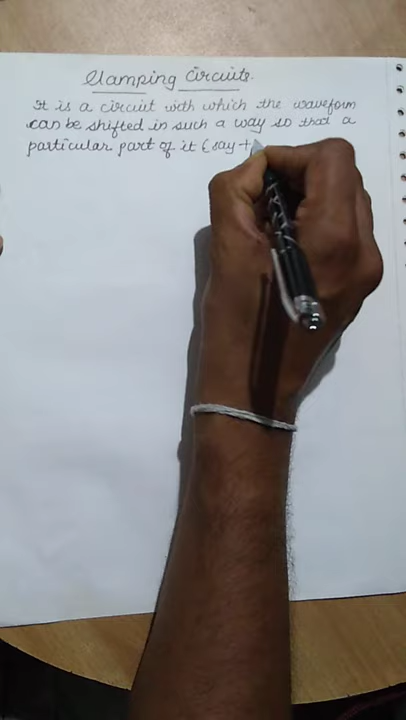 Clamping Circuits.
It is a circuit with which the waveform
can be shifted in such a way so that a
particular part of it (say +